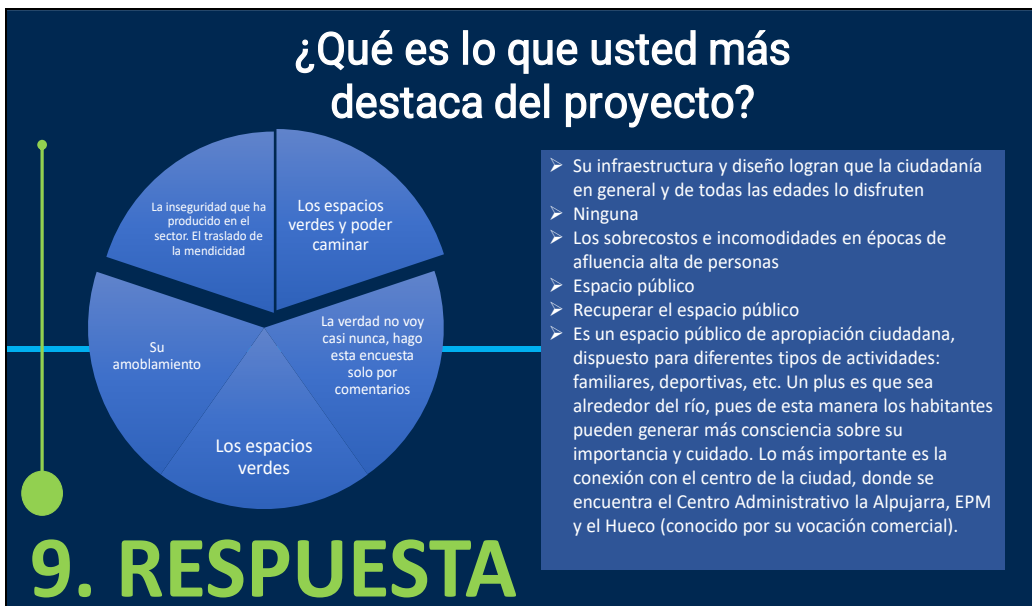 ¿Qué es lo que usted más
destaca del proyecto?
La inseguridad que ha
producido en el
sector. El traslado de
la mendicidad
Los espacios
verdes y poder
caminar
La verdad no voy
casi nunca, hago
esta encuesta
solo por
comentarios
Su
amoblamiento
Los espacios
verdes
➤ Su infraestructura y diseño logran que la ciudadanía
en general y de todas las edades lo disfruten
➤ Ninguna
➤ Los sobrecostos e incomodidades en épocas de
afluencia alta de personas
➤ Espacio público
➤ Recuperar el espacio público
➤ Es un espacio público de apropiación ciudadana,
dispuesto para diferentes tipos de actividades:
familiares, deportivas, etc. Un plus es que sea
alrededor del río, pues de esta manera los habitantes
pueden generar más consciencia sobre su
importancia y cuidado. Lo más importante es la
conexión con el centro de la ciudad, donde se
encuentra el Centro Administrativo la Alpujarra, EPM
y el Hueco (conocido por su vocación comercial).
9. RESPUESTA